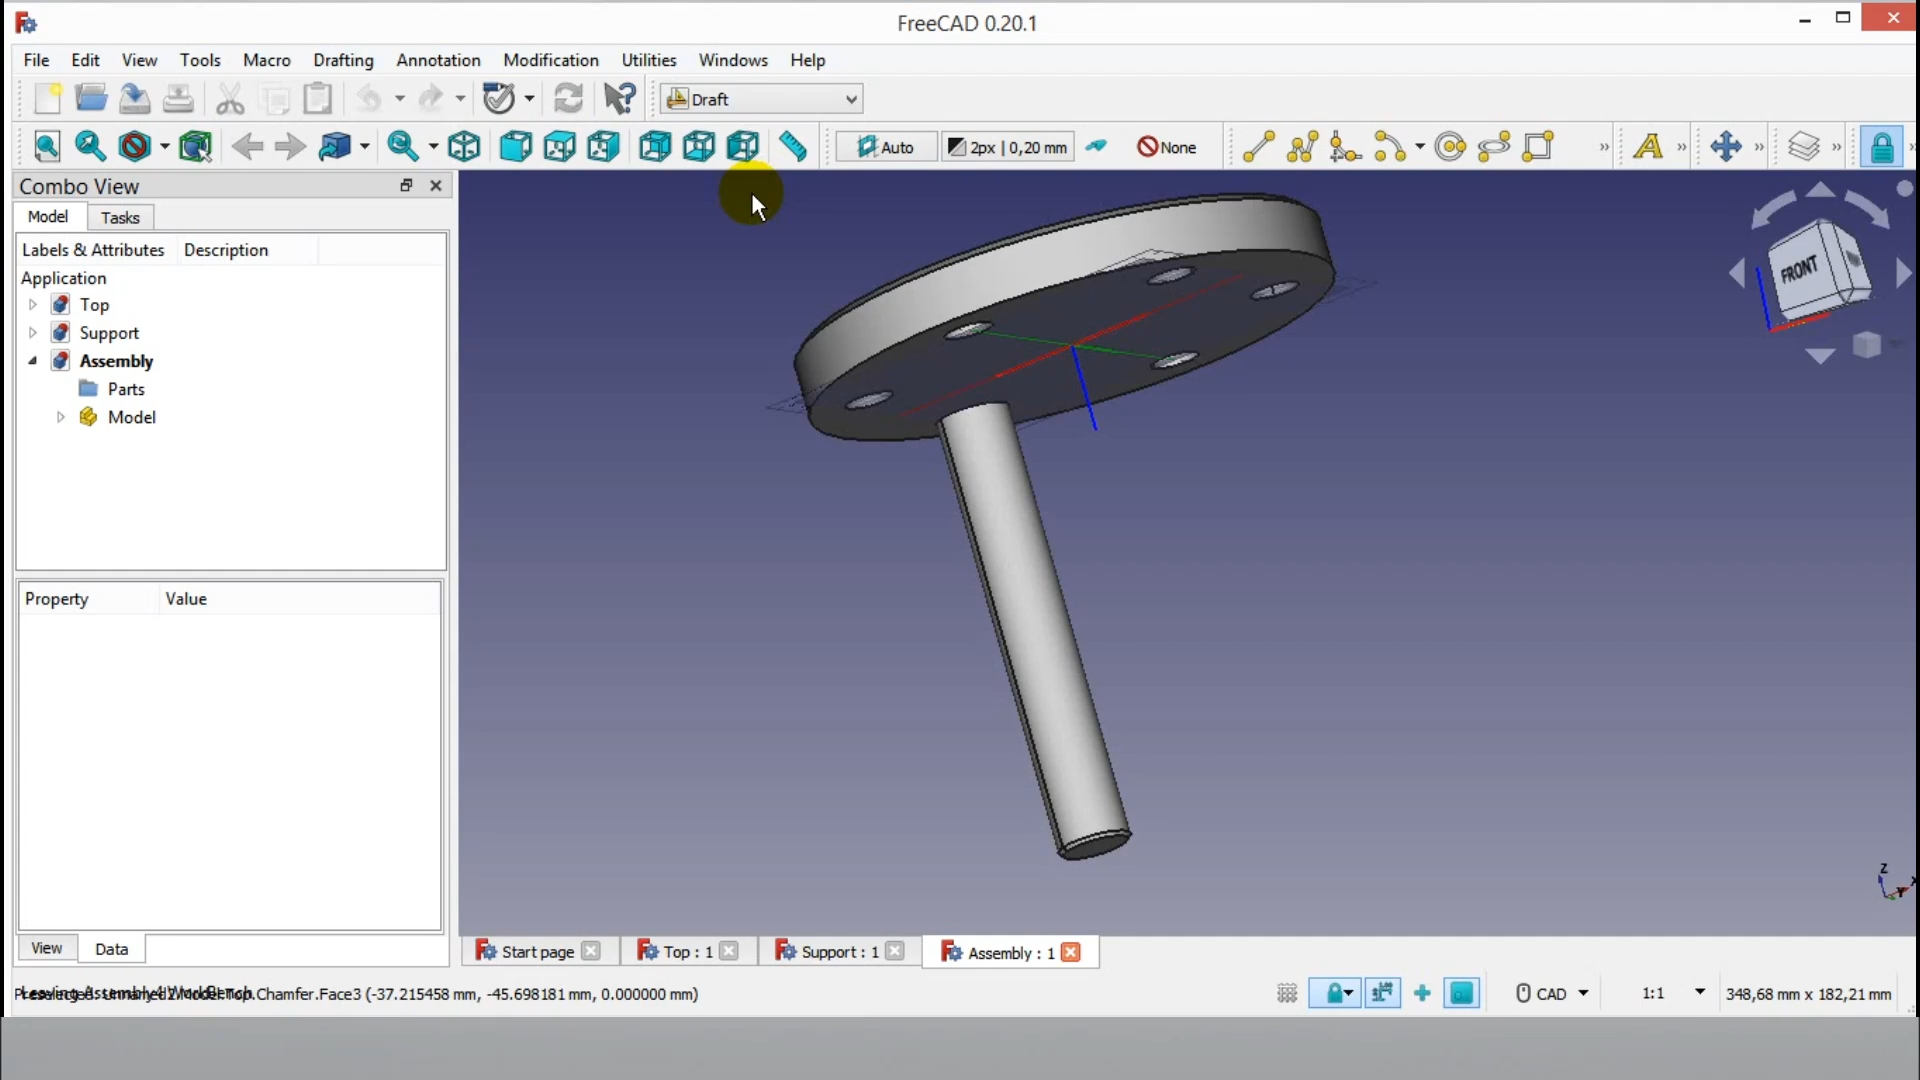 FreeCAD 0.20.1
File Edit View Tools Macro Drafting Annotation Modification Utilities Windows Help
Draft
Auto 2px | 0,20 mm None
Combo View
Model Tasks
Labels & Attributes Description
Application
Top
Support
Assembly
Parts
Model
Property Value
View Data
FRONT
Z
X
Y
Start page Top : 1 Support : 1 Assembly : 1
Chamfer.Face3 (-37.215458 mm, -45.698181 mm, 0.000000 mm)
CAD 1:1 348,68 mm x 182,21 mm